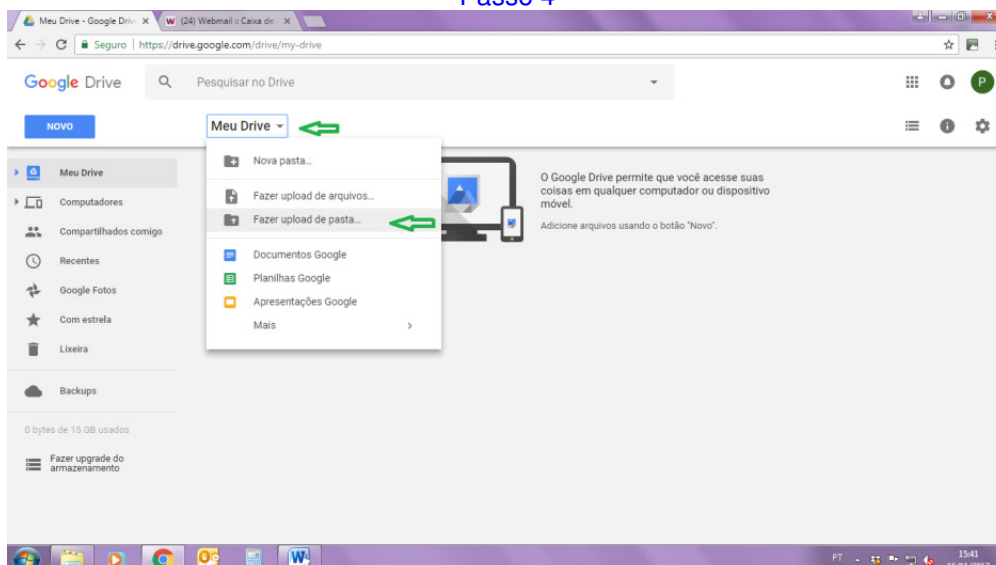 Passo 4
Meu Drive - Google Driv
(24) Webmail :: Caixa de
Seguro
https://drive.google.com/drive/my-drive
Google Drive
Pesquisar no Drive
P
NOVO
Meu Drive
Nova pasta...
Fazer upload de arquivos...
Fazer upload de pasta...
Documentos Google
Planilhas Google
Apresentações Google
Mais
Meu Drive
Computadores
Compartilhados comigo
Recentes
Google Fotos
Com estrela
Lixeira
Backups
0 bytes de 15 GB usados
Fazer upgrade do
armazenamento
O Google Drive permite que você acesse suas
coisas em qualquer computador ou dispositivo
móvel.
Adicione arquivos usando o botão "Novo".
PT
15:41